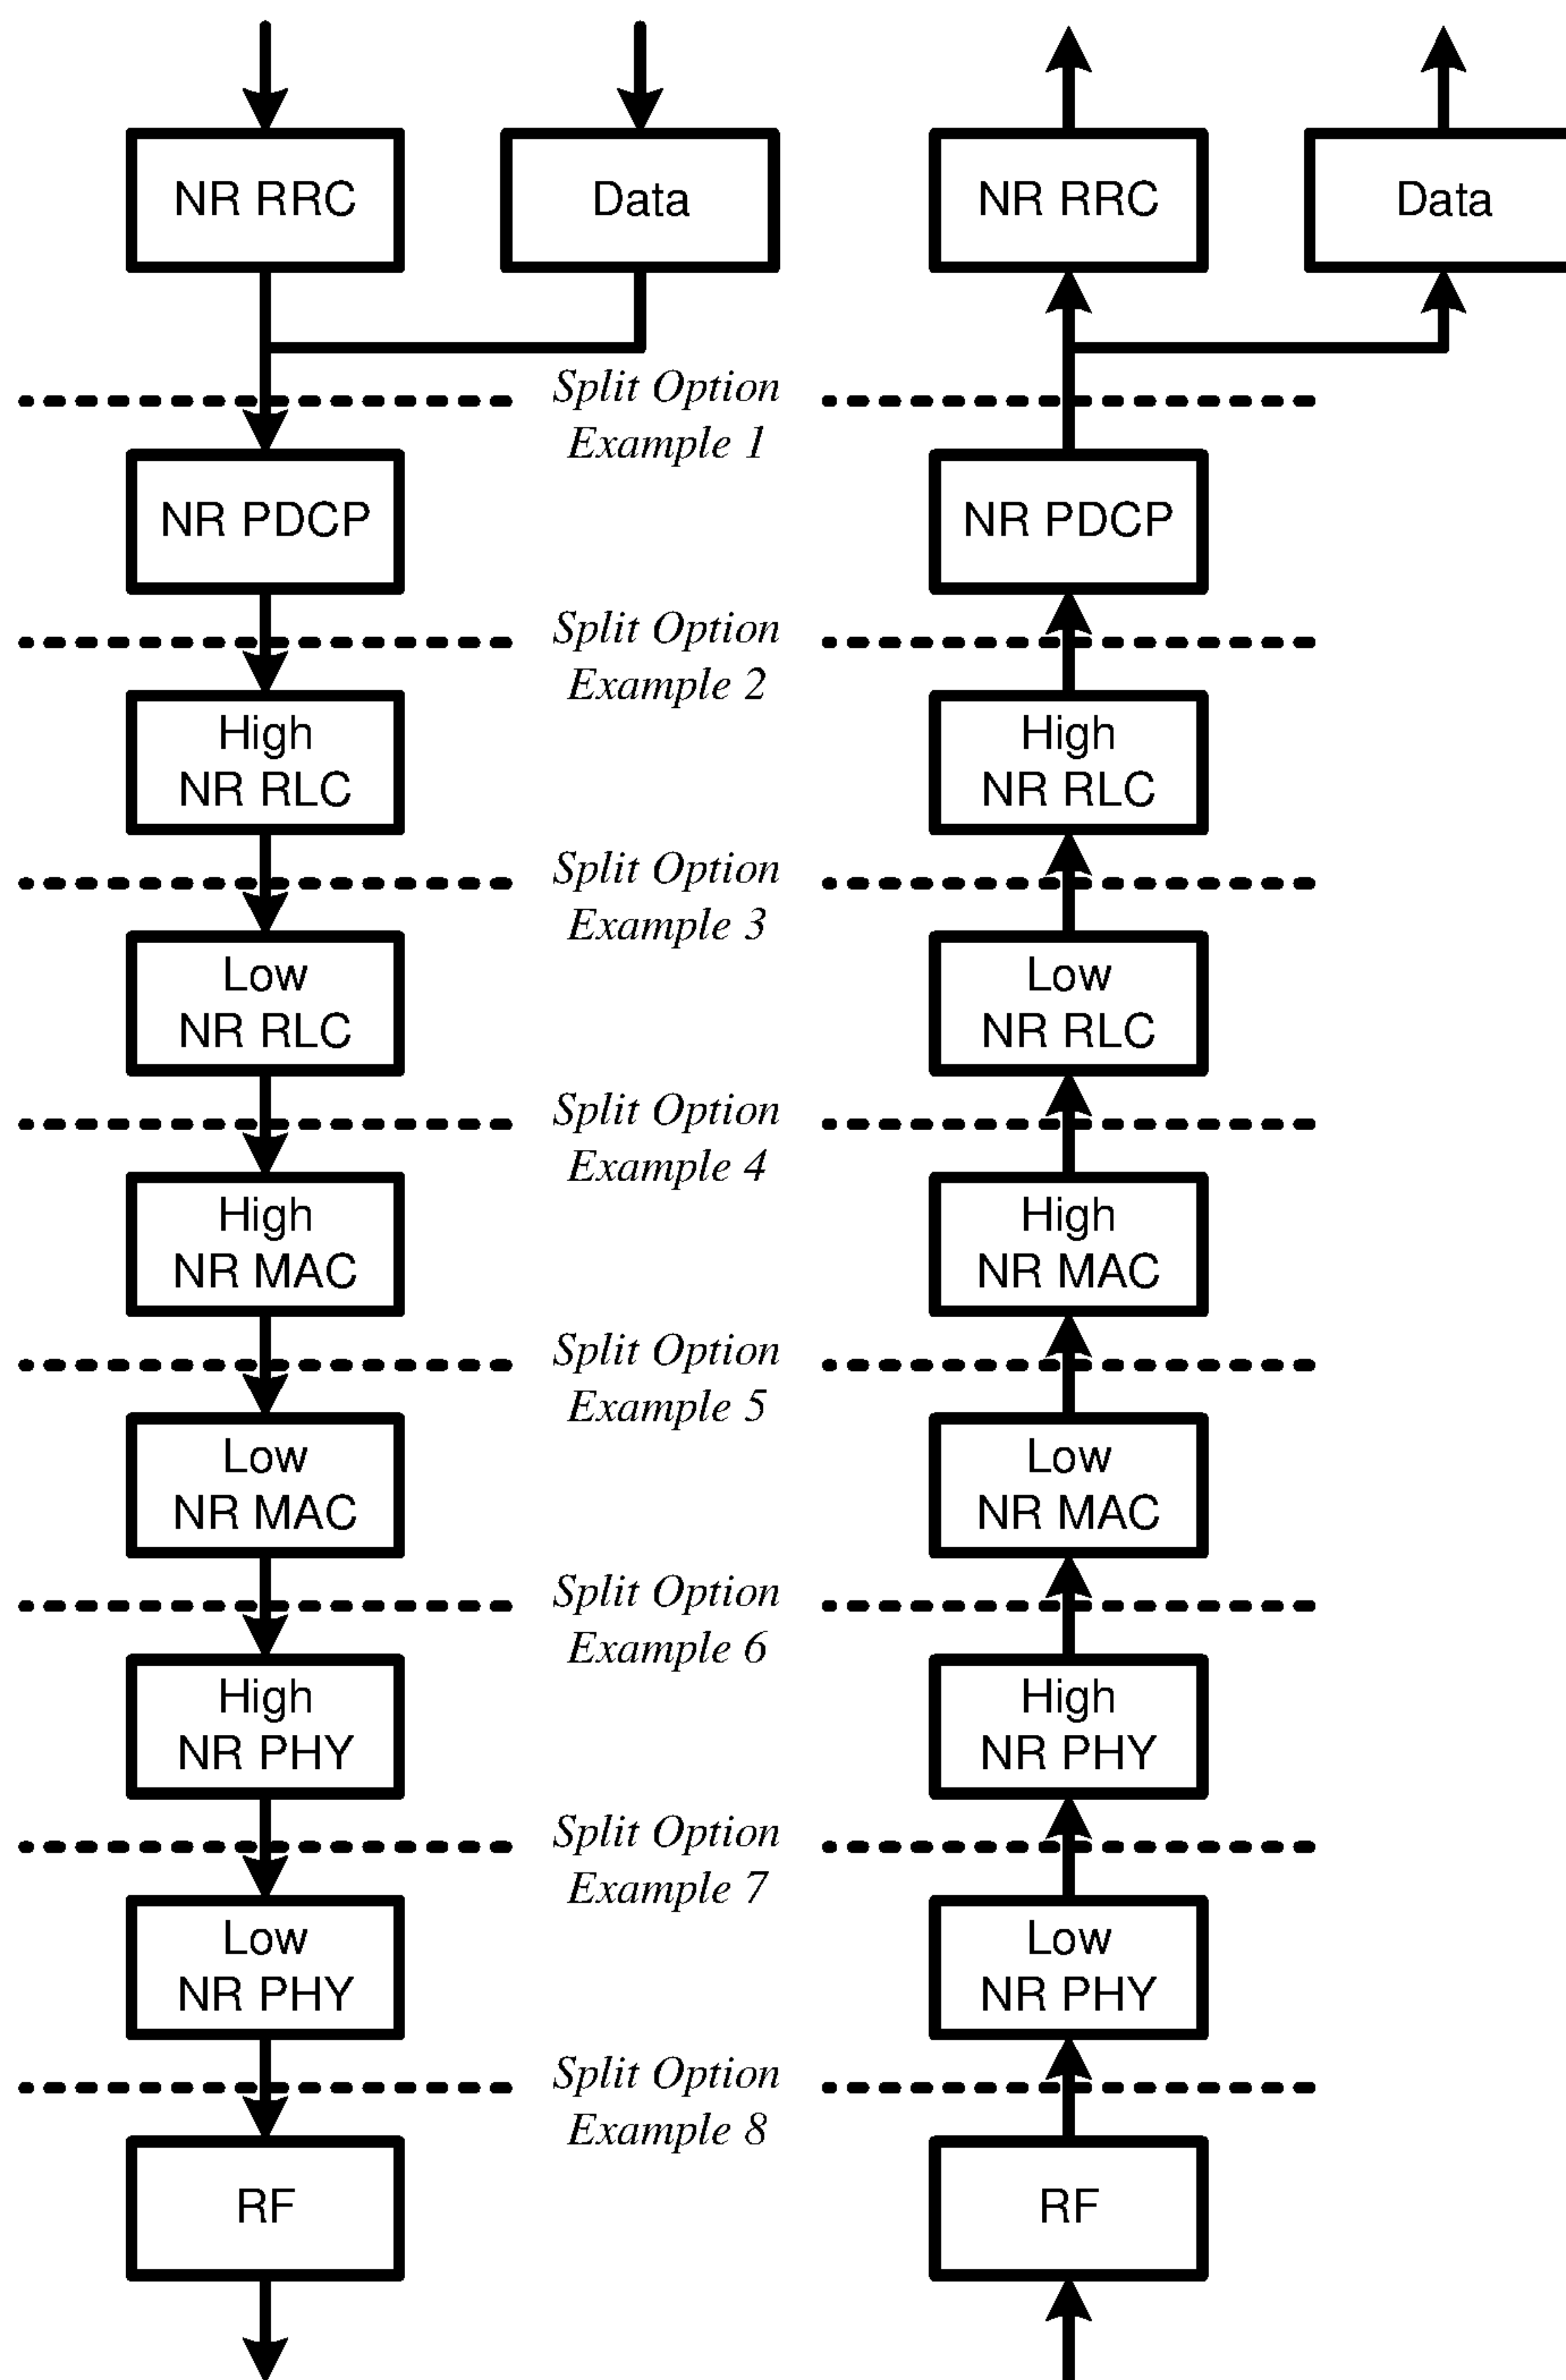 NR RRC
Data
NR RRC
Data
Split Option
Example 1
NR PDCP
NR PDCP
Split Option
Example 2
High
NR RLC
High
NR RLC
Split Option
Example 3
Low
NR RLC
Low
NR RLC
Split Option
Example 4
High
NR MAC
High
NR MAC
Split Option
Example 5
Low
NR MAC
Low
NR MAC
Split Option
Example 6
High
NR PHY
High
NR PHY
Split Option
Example 7
Low
NR PHY
Low
NR PHY
Split Option
Example 8
RF
RF